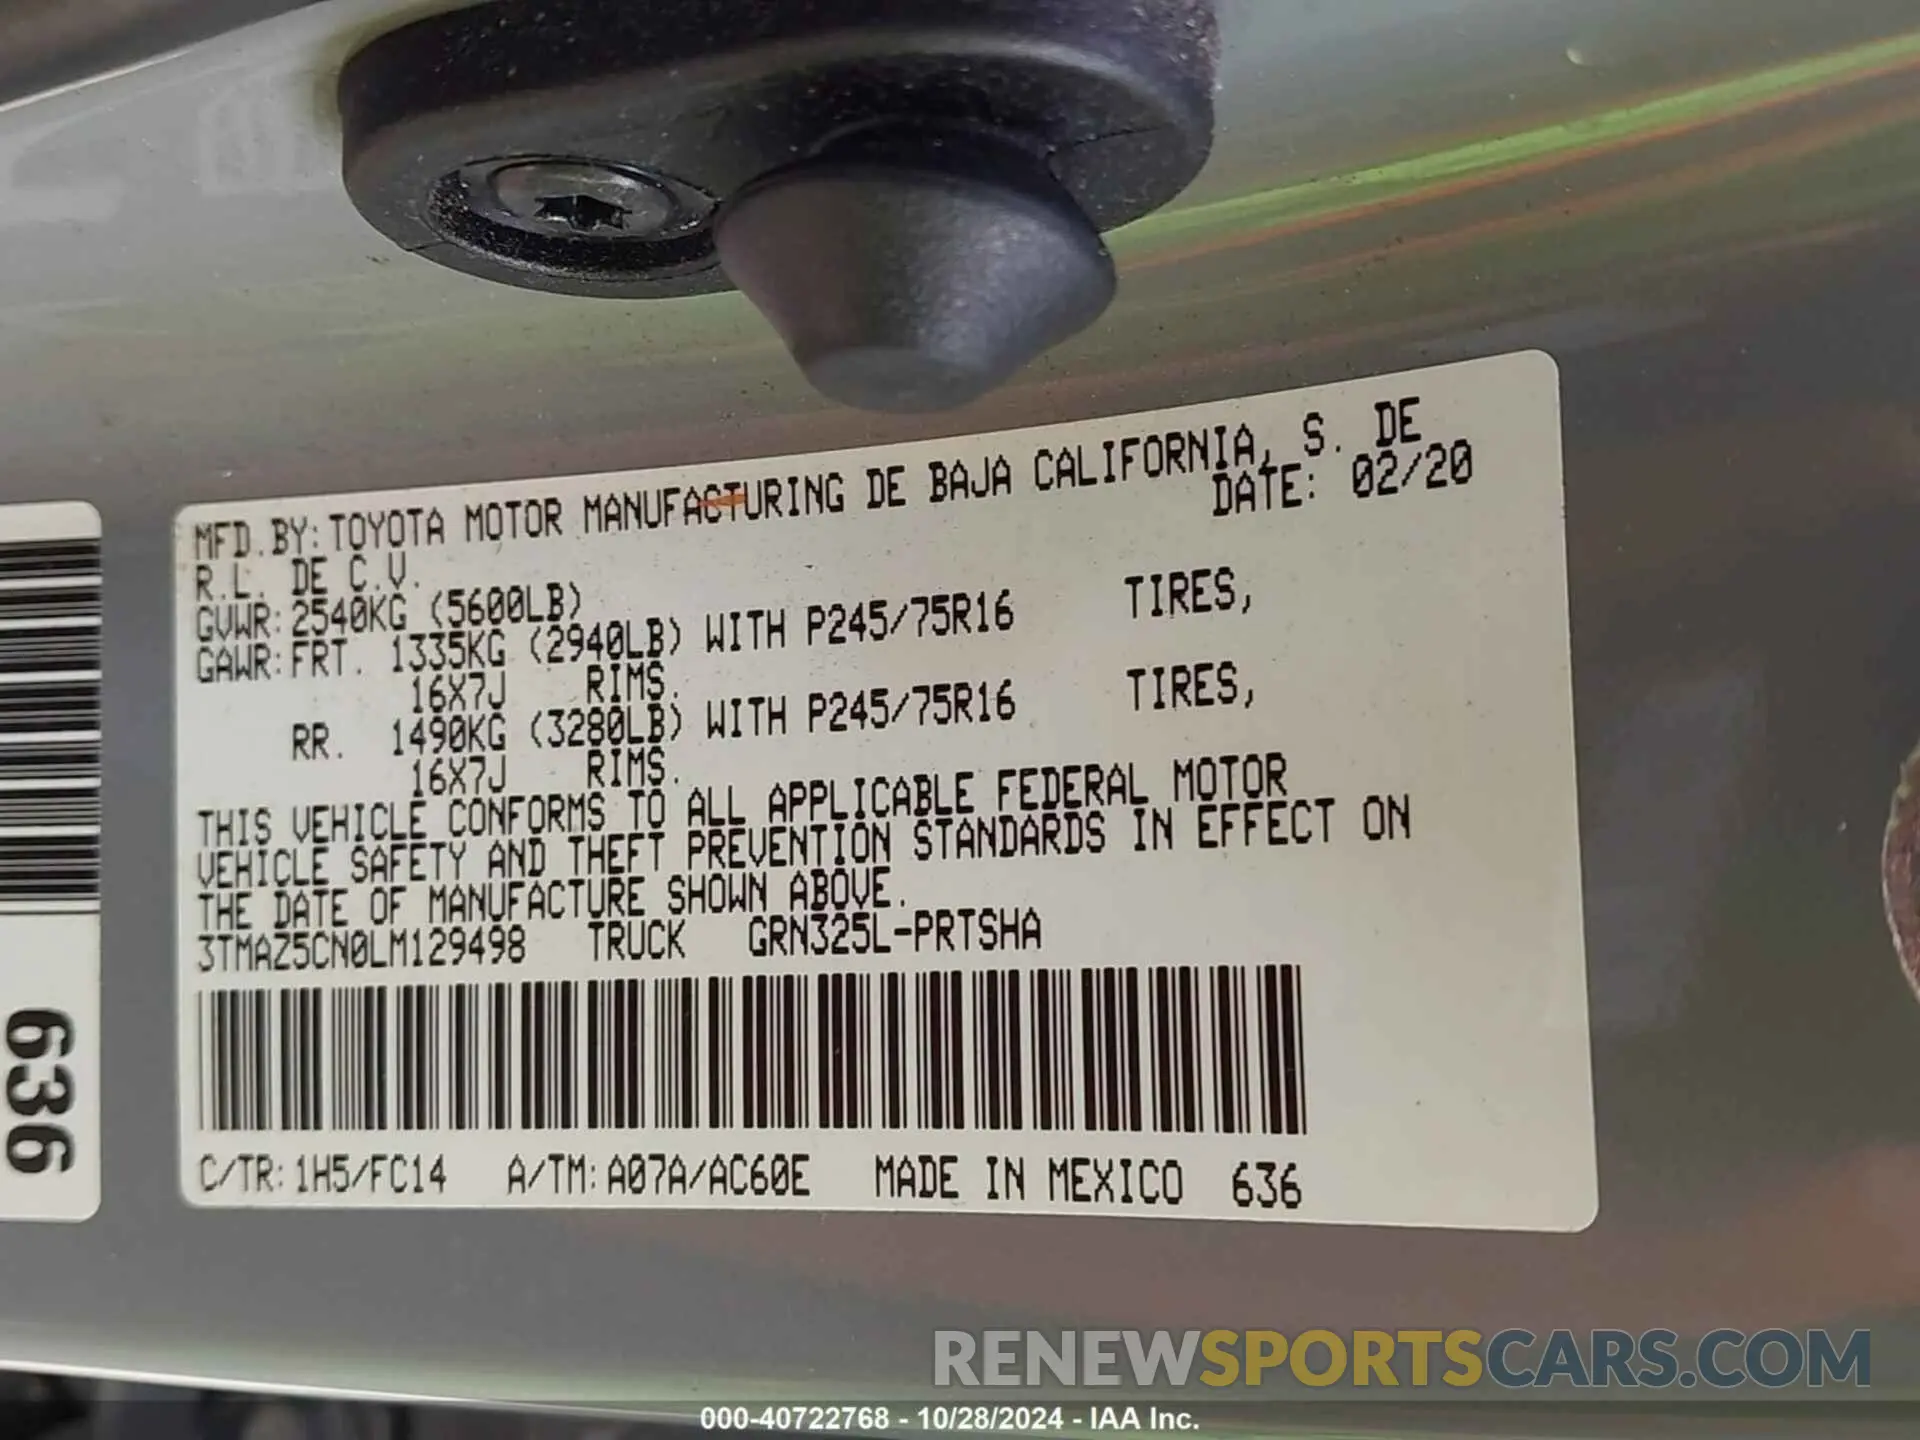 MFD.BY:TOYOTA MOTOR MANUFACTURING DE BAJA CALIFORNIA, S. DE
R.L. DE C.V. DATE: 02/20
GVWR:2540KG (5600LB)
GAWR:FRT. 1335KG (2940LB) WITH P245/75R16 TIRES,
16X7J RIMS.
RR. 1490KG (3280LB) WITH P245/75R16 TIRES,
16X7J RIMS.
THIS VEHICLE CONFORMS TO ALL APPLICABLE FEDERAL MOTOR
VEHICLE SAFETY AND THEFT PREVENTION STANDARDS IN EFFECT ON
THE DATE OF MANUFACTURE SHOWN ABOVE.
3TMAZ5CN0LM129498 TRUCK GRN325L-PRTSHA
C/TR:1H5/FC14 A/TM:A07A/AC60E MADE IN MEXICO 636
636
RENEWSPORTSCARS.COM
000-40722768 - 10/28/2024 - IAA Inc.